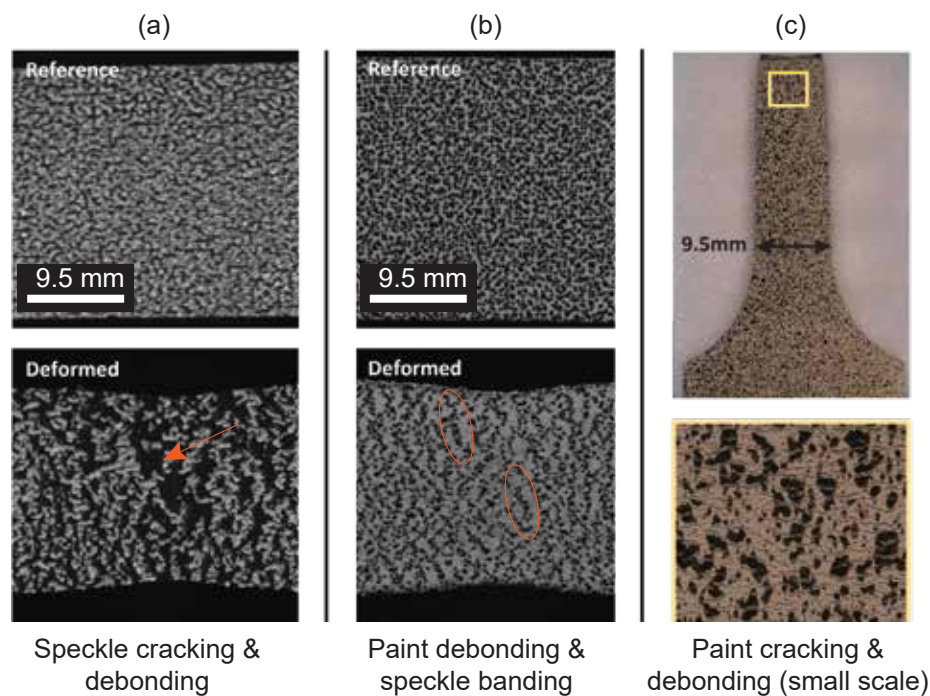 (a)
(b)
(c)
Reference
Reference
9.5 mm
9.5 mm
9.5mm
Deformed
Deformed
Speckle cracking &
debonding
Paint debonding &
speckle banding
Paint cracking &
debonding (small scale)